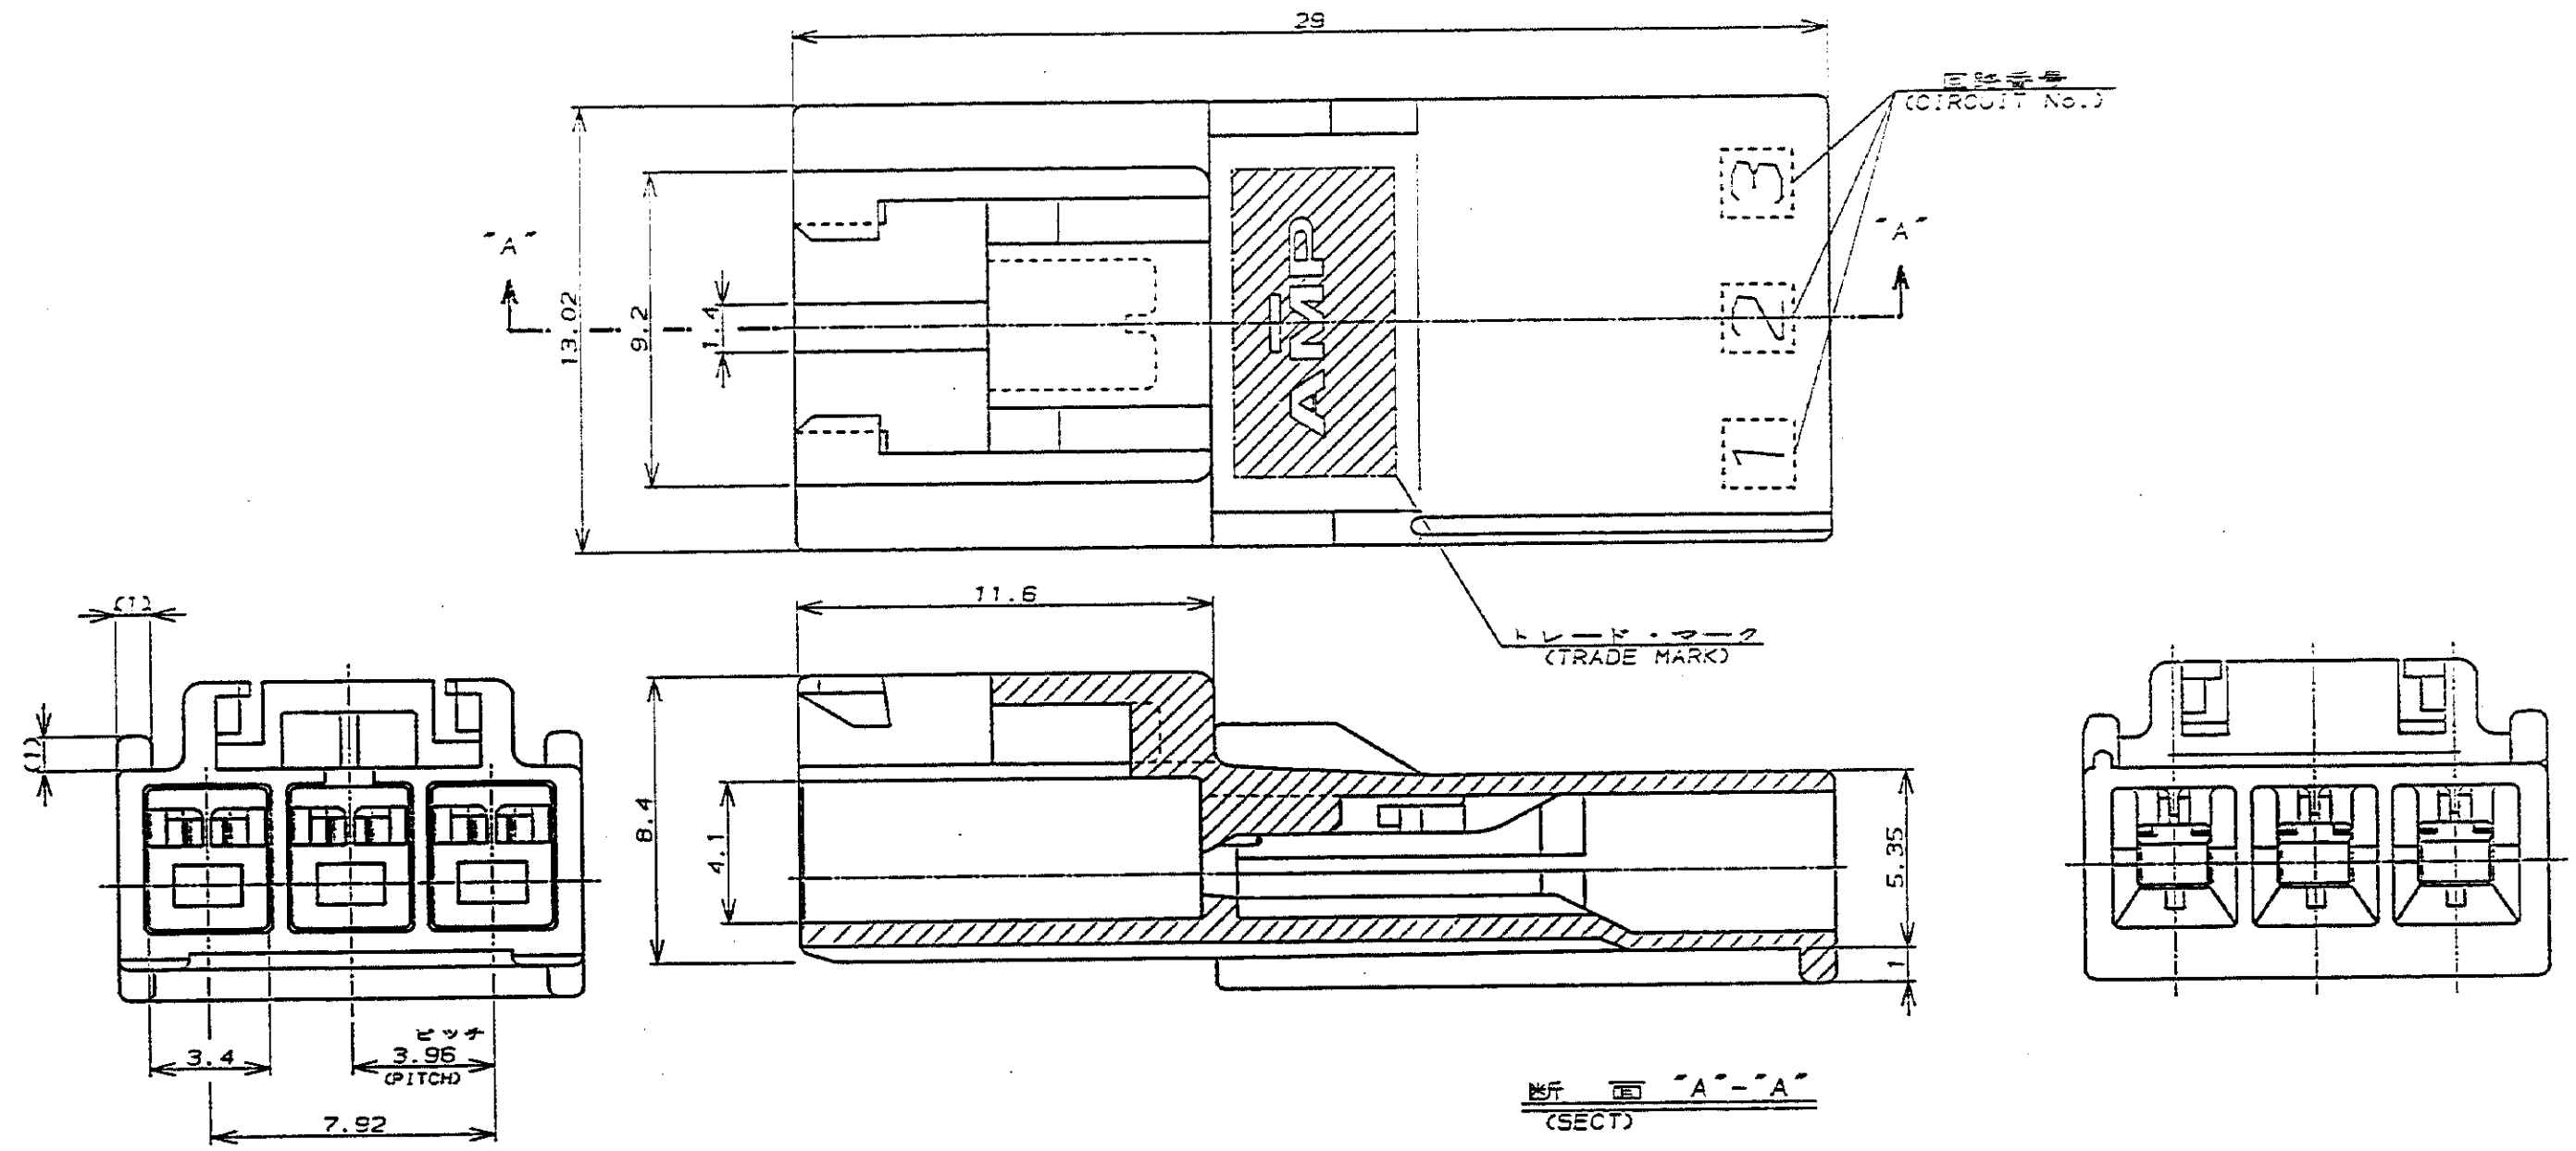 29
回路番号
(CIRCUIT No.)
3
"A"
"A"
AMP
2
13.02
9.2
1.4
1
(1)
11.6
トレード・マーク
(TRADE MARK)
(1)
8.4
4.1
5.35
1
ピッチ
3.4
3.96
(PITCH)
7.92
断 面 "A"-"A"
(SECT)